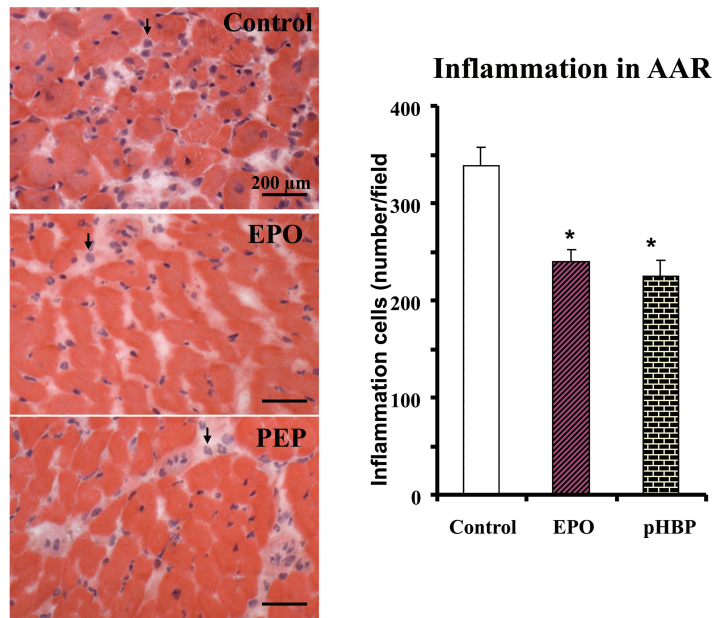 Control
200 µm
EPO
PEP
Inflammation in AAR
Inflammation cells (number/field
400
300
200
100
0
*
*
Control
EPO
pHBP